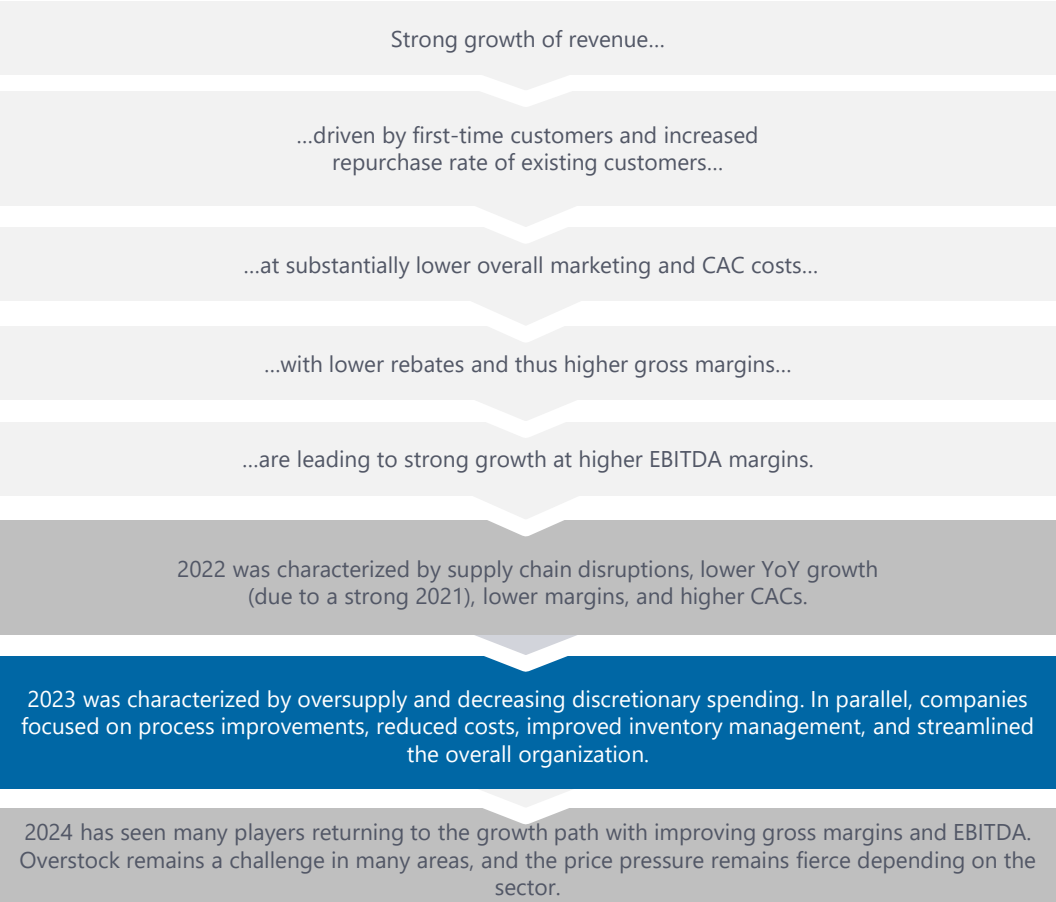 Strong growth of revenue…
…driven by first-time customers and increased
repurchase rate of existing customers…
…at substantially lower overall marketing and CAC costs…
…with lower rebates and thus higher gross margins…
…are leading to strong growth at higher EBITDA margins.
2022 was characterized by supply chain disruptions, lower YoY growth
(due to a strong 2021), lower margins, and higher CACs.
2023 was characterized by oversupply and decreasing discretionary spending. In parallel, companies
focused on process improvements, reduced costs, improved inventory management, and streamlined
the overall organization.
2024 has seen many players returning to the growth path with improving gross margins and EBITDA.
Overstock remains a challenge in many areas, and the price pressure remains fierce depending on the
sector.